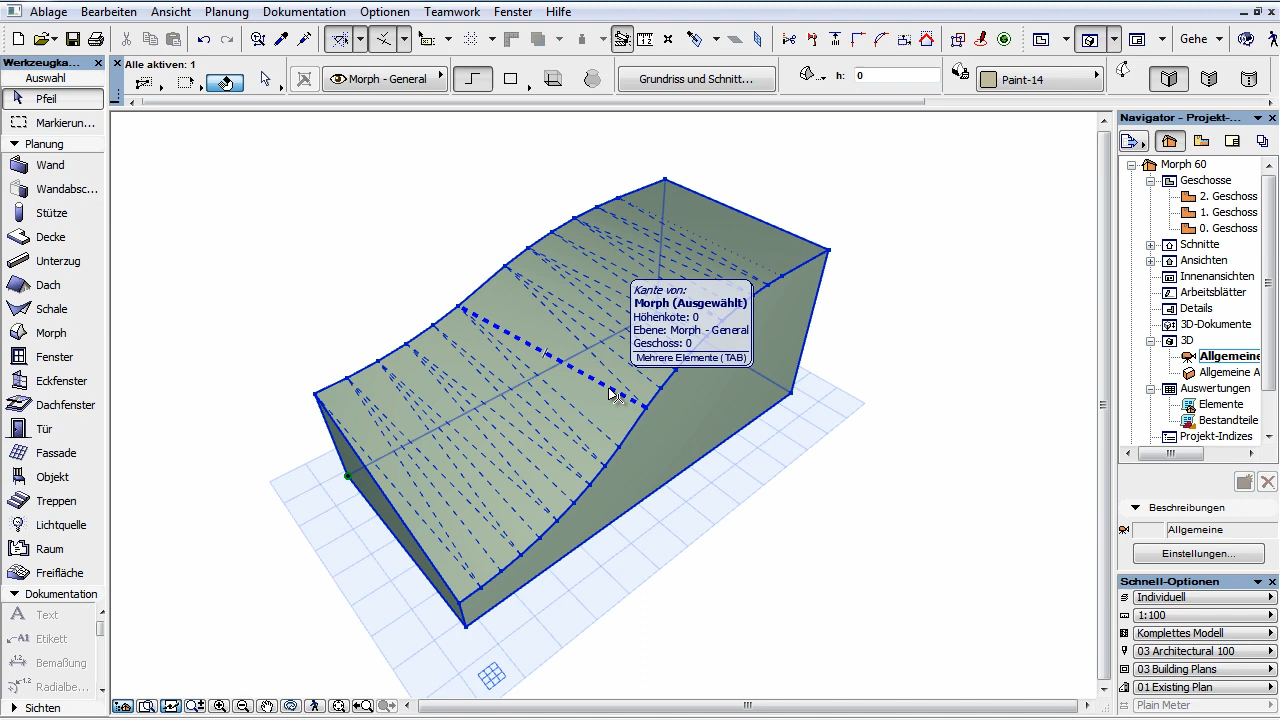 Ablage Bearbeiten Ansicht Planung Dokumentation Optionen Teamwork Fenster Hilfe
Gehe
Werkzeugka...
Auswahl
Pfeil
Markierun...
Planung
Wand
Wandabsc...
Stütze
Decke
Unterzug
Dach
Schale
Morph
Fenster
Eckfenster
Dachfenster
Tür
Fassade
Objekt
Treppen
Lichtquelle
Raum
Freifläche
Dokumentation
Text
Etikett
Bemaßung
Radialbe...
Sichten
Alle aktiven: 1
Morph - General
Grundriss und Schnitt...
h: 0
Paint-14
Kante von:
Morph (Ausgewählt)
Höhenkote: 0
Ebene: Morph - General
Geschoss: 0
Mehrere Elemente (TAB)
Navigator - Projekt-...
Morph 60
Geschosse
2. Geschoss
1. Geschoss
0. Geschoss
Schnitte
Ansichten
Innenansichten
Arbeitsblätter
Details
3D-Dokumente
3D
Allgemeine
Allgemeine A
Auswertungen
Elemente
Bestandteile
Projekt-Indizes
Beschreibungen
Allgemeine
Einstellungen...
Schnell-Optionen
Individuell
1:100
Komplettes Modell
03 Architectural 100
03 Building Plans
01 Existing Plan
Plain Meter